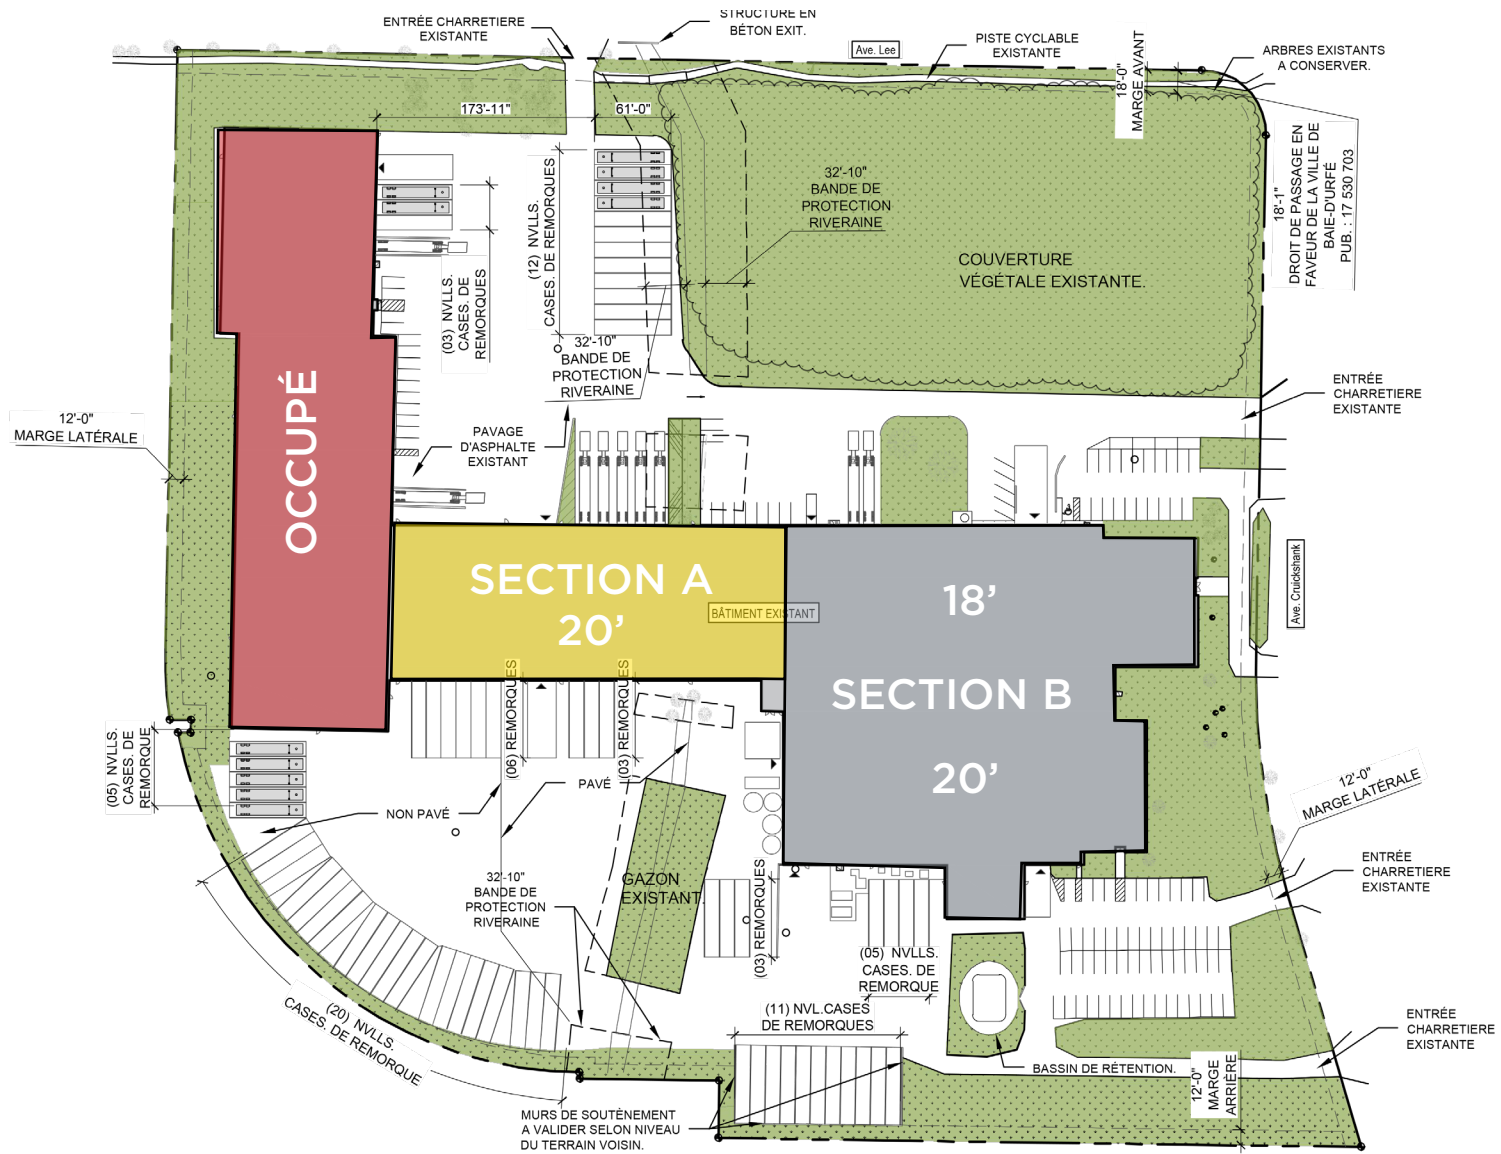 STRUCTURE EN
BÉTON EXIT.
ENTRÉE CHARRETIERE
EXISTANTE
Ave. Lee
PISTE CYCLABLE
EXISTANTE
18'-0"
MARGE AVANT
ARBRES EXISTANTS
A CONSERVER.
173'-11"
61'-0"
(12) NVLLS.
CASES. DE REMORQUES
(03) NVLLS.
CASES. DE
REMORQUES
32'-10"
BANDE DE
PROTECTION
RIVERAINE
18'-1"
DROIT DE PASSAGE EN
FAVEUR DE LA VILLE DE
BAIE-D'URFÉ
PUB. : 17 530 703
COUVERTURE
VÉGÉTALE EXISTANTE.
32'-10"
BANDE DE
PROTECTION
RIVERAINE
ENTRÉE
CHARRETIERE
EXISTANTE
12'-0"
MARGE LATÉRALE
OCCUPÉ
PAVAGE
D'ASPHALTE
EXISTANT
SECTION A
20’
BÂTIMENT EXISTANT
18’
SECTION B
20’
Ave. Cruickshank
(06) REMORQUES
(03) REMORQUES
(05) NVLLS.
CASES. DE
REMORQUE
PAVÉ
NON PAVÉ
12'-0"
MARGE LATÉRALE
32'-10"
BANDE DE
PROTECTION
RIVERAINE
GAZON
EXISTANT.
(03) REMORQUES
ENTRÉE
CHARRETIERE
EXISTANTE
(05) NVLLS.
CASES. DE
REMORQUE
(20) NVLLS.
CASES. DE REMORQUE
(11) NVL.CASES
DE REMORQUES
ENTRÉE
CHARRETIERE
EXISTANTE
BASSIN DE RÉTENTION.
12'-0"
MARGE
ARRIÈRE
MURS DE SOUTÈNEMENT
A VALIDER SELON NIVEAU
DU TERRAIN VOISIN.